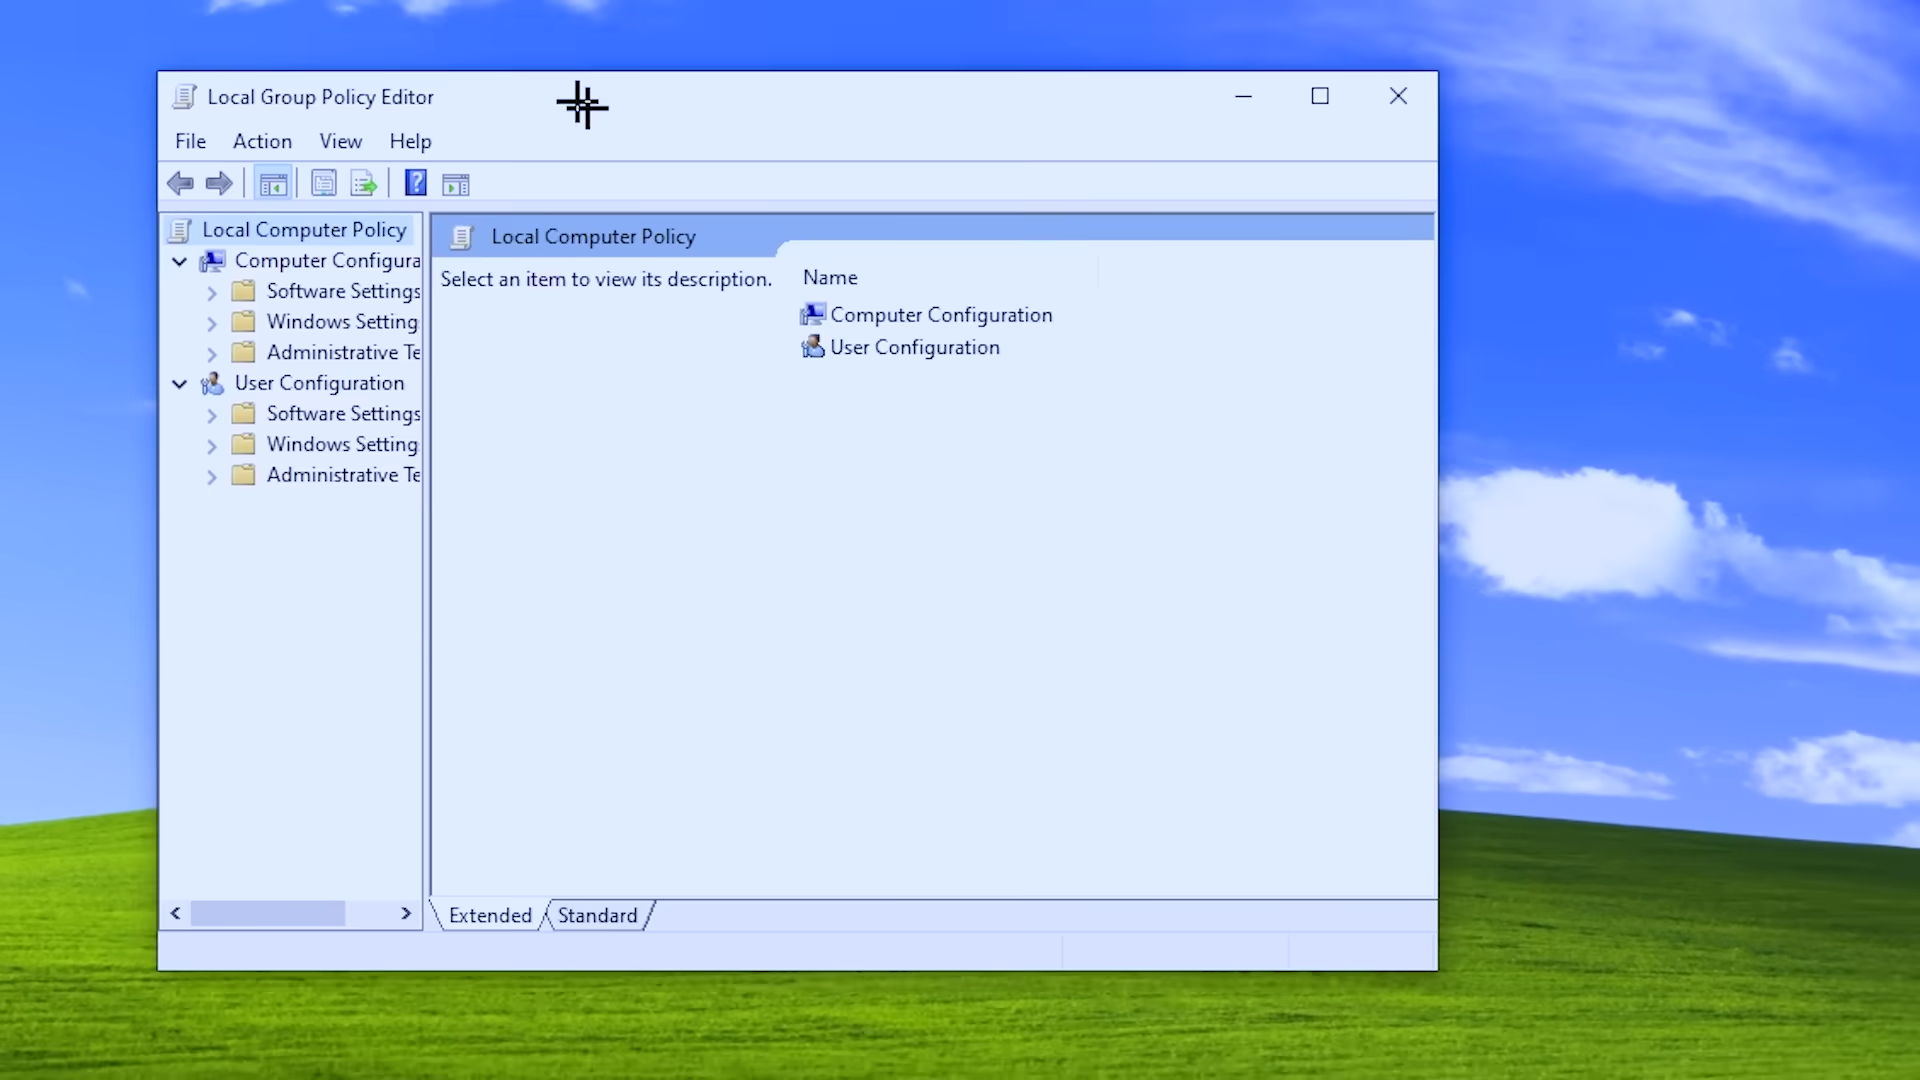 Local Group Policy Editor
File Action View Help
Local Computer Policy
Computer Configura
Software Settings
Windows Setting
Administrative Te
User Configuration
Software Settings
Windows Setting
Administrative Te
Local Computer Policy
Select an item to view its description.
Name
Computer Configuration
User Configuration
Extended Standard